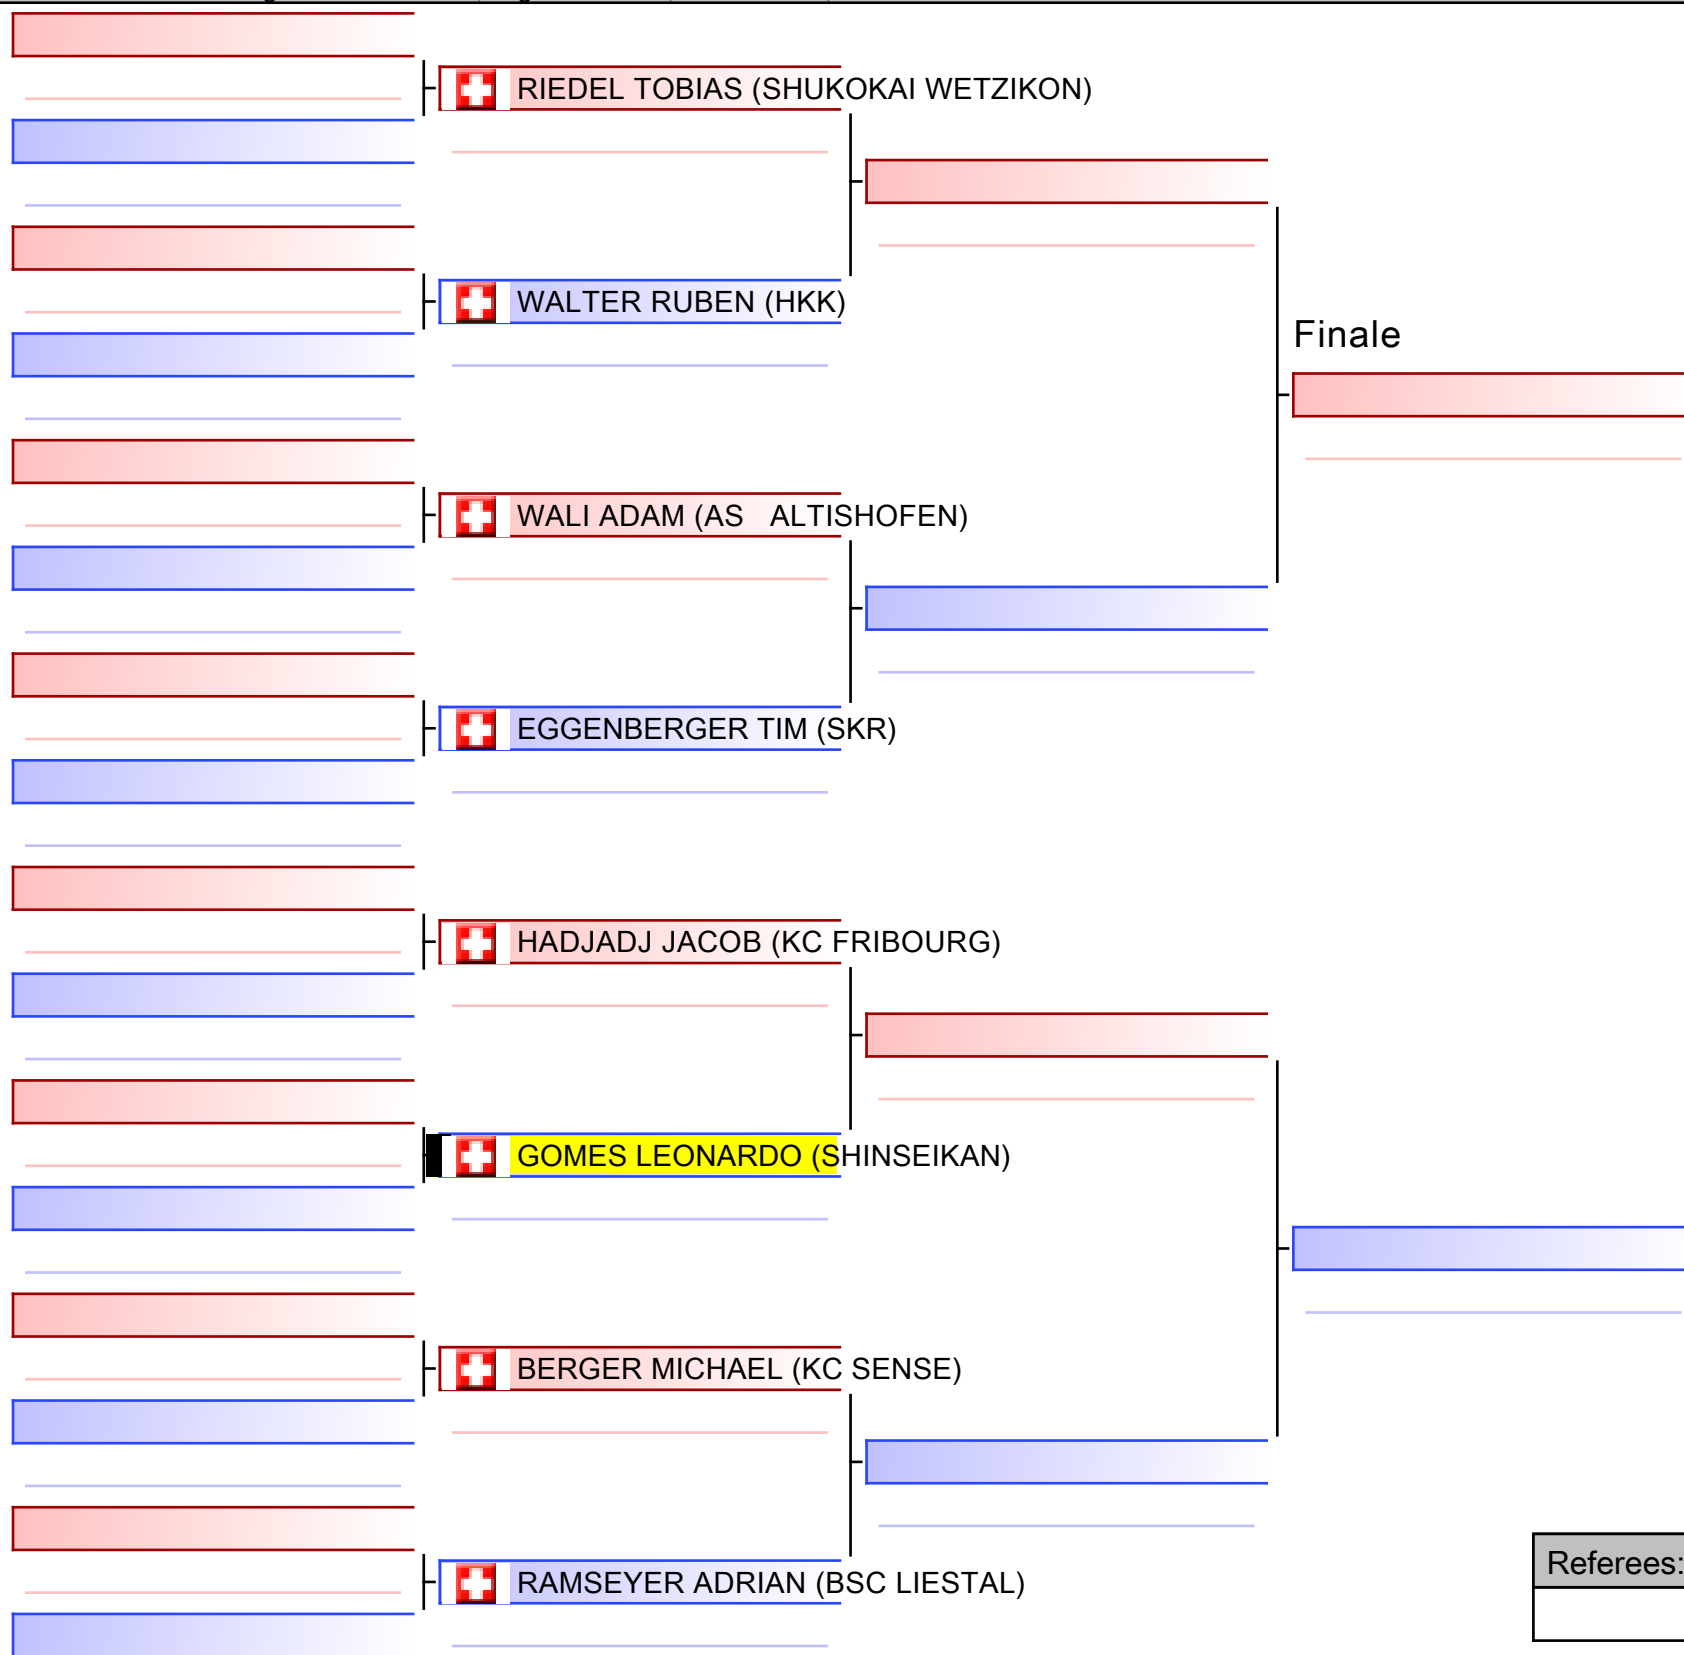 RIEDEL TOBIAS (SHUKOKAI WETZIKON)
WALTER RUBEN (HKK)
Finale
WALI ADAM (AS ALTISHOFEN)
EGGENBERGER TIM (SKR)
HADJADJ JACOB (KC FRIBOURG)
GOMES LEONARDO (SHINSEIKAN)
BERGER MICHAEL (KC SENSE)
Referees:
RAMSEYER ADRIAN (BSC LIESTAL)